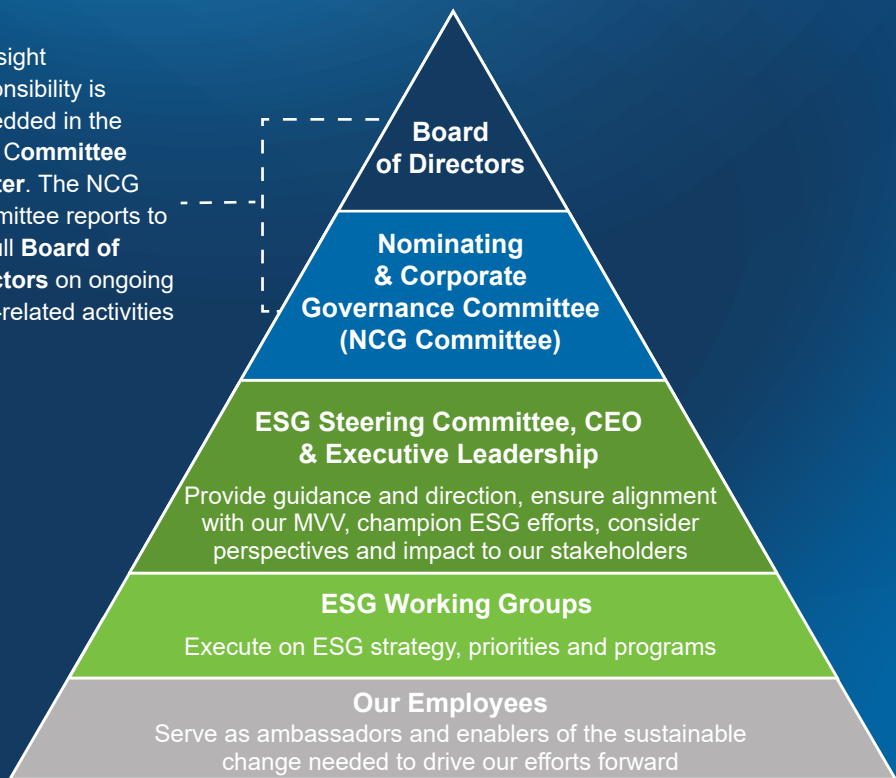 sight
onsibility is
edded in the
Committee
ter. The NCG
mittee reports to
ull Board of
ctors on ongoing
-related activities
Board
of Directors
Nominating
& Corporate
Governance Committee
(NCG Committee)
ESG Steering Committee, CEO
& Executive Leadership
Provide guidance and direction, ensure alignment
with our MVV, champion ESG efforts, consider
perspectives and impact to our stakeholders
ESG Working Groups
Execute on ESG strategy, priorities and programs
Our Employees
Serve as ambassadors and enablers of the sustainable
change needed to drive our efforts forward